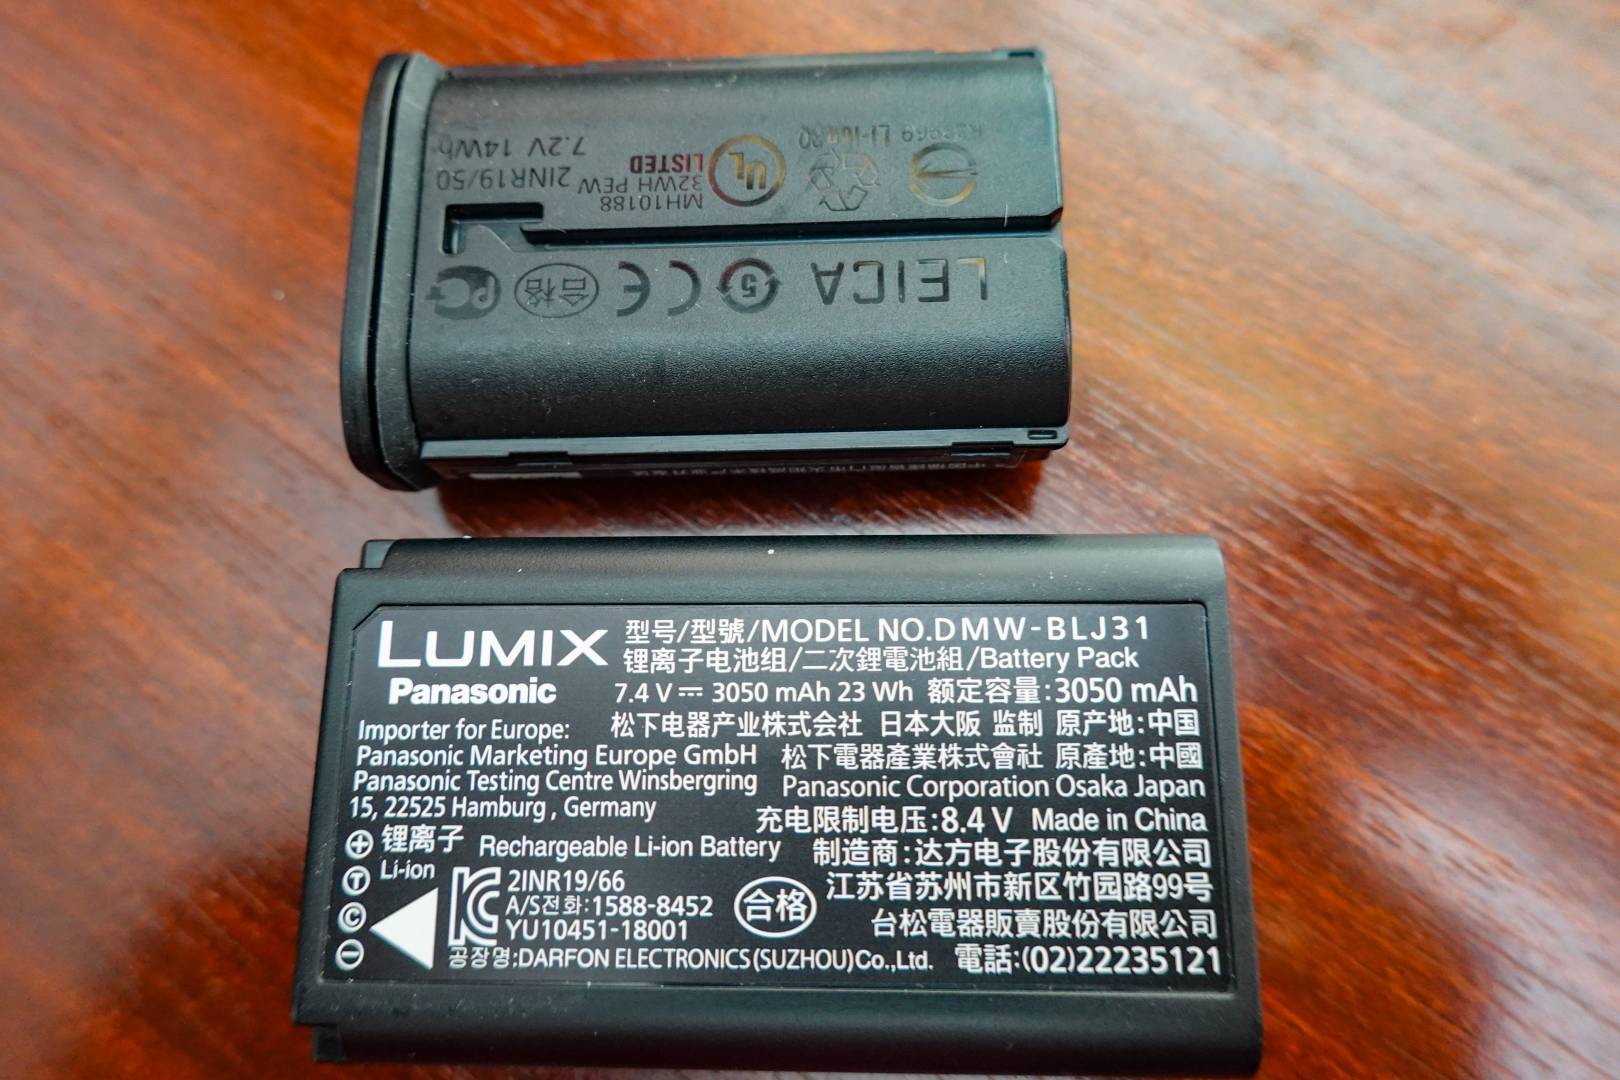 7.2V 14Wh
2INR19/50
MH10188
32WH PEW
LISTED
UL
LEICA
5
CE
合格
PC
LUMIX
Panasonic
型号/型號/MODEL NO.DMW-BLJ31
锂离子电池组/二次鋰電池組/Battery Pack
7.4 V ⎓ 3050 mAh 23 Wh 额定容量:3050 mAh
Importer for Europe:
松下电器产业株式会社 日本大阪 监制 原产地:中国
Panasonic Marketing Europe GmbH
松下電器產業株式會社 原產地:中國
Panasonic Testing Centre Winsbergring
Panasonic Corporation Osaka Japan
15, 22525 Hamburg , Germany
充电限制电压:8.4 V Made in China
锂离子
Li-ion
Rechargeable Li-ion Battery
制造商:达方电子股份有限公司
2INR19/66
江苏省苏州市新区竹园路99号
A/S전화:1588-8452
合格
台松電器販賣股份有限公司
YU10451-18001
공장명:DARFON ELECTRONICS(SUZHOU)Co.,Ltd.
電話:(02)22235121
⊕
T
C
⊖